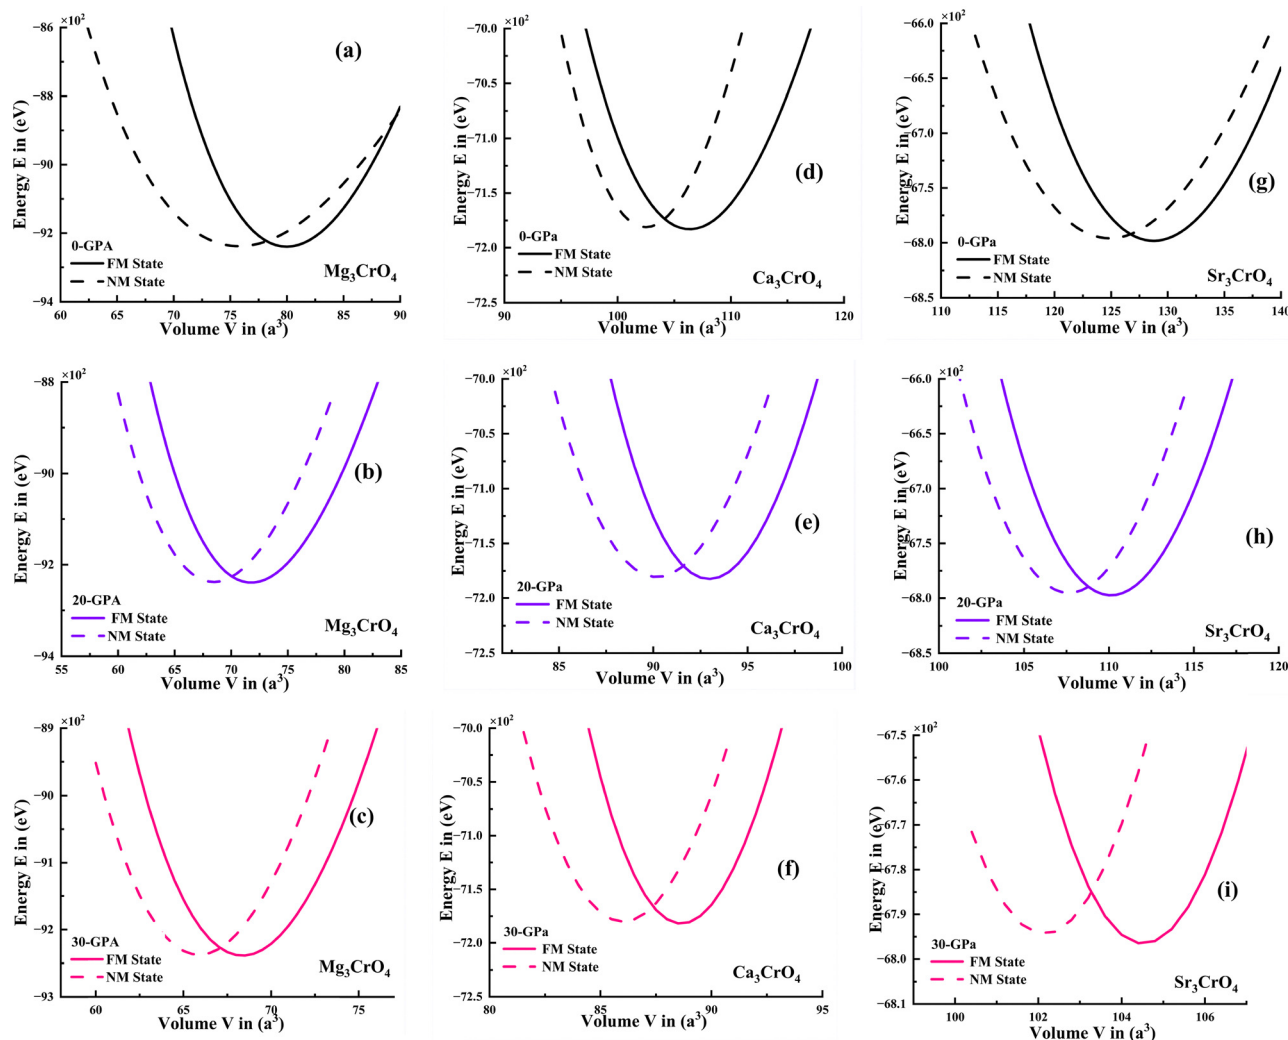 ×10²
−86
−88
−90
−92
−94
Energy E in (eV)
(a)
0-GPA
FM State
NM State
Mg₃CrO₄
60 65 70 75 80 85 90
Volume V in (a³)
×10²
−70.0
−70.5
−71.0
−71.5
−72.0
−72.5
Energy E in (eV)
(d)
0-GPa
FM State
NM State
Ca₃CrO₄
90 100 110 120
Volume V in (a³)
×10²
−66.0
−66.5
−67.0
−67.5
−68.0
−68.5
Energy E in (eV)
(g)
0-GPa
FM State
NM State
Sr₃CrO₄
110 115 120 125 130 135 140
Volume V in (a³)
×10²
−88
−90
−92
−94
Energy E in (eV)
(b)
20-GPA
FM State
NM State
Mg₃CrO₄
55 60 65 70 75 80 85
Volume V in (a³)
×10²
−70.0
−70.5
−71.0
−71.5
−72.0
−72.5
Energy E in (eV)
(e)
20-GPa
FM State
NM State
Ca₃CrO₄
85 90 95 100
Volume V in (a³)
×10²
−66.0
−66.5
−67.0
−67.5
−68.0
−68.5
Energy E in (eV)
(h)
20-GPa
FM State
NM State
Sr₃CrO₄
100 105 110 115 120
Volume V in (a³)
×10²
−89
−90
−91
−92
−93
Energy E in (eV)
(c)
30-GPA
FM State
NM State
Mg₃CrO₄
60 65 70 75
Volume V in (a³)
×10²
−70.0
−70.5
−71.0
−71.5
−72.0
−72.5
Energy E in (eV)
(f)
30-GPa
FM State
NM State
Ca₃CrO₄
80 85 90 95
Volume V in (a³)
×10²
−67.5
−67.6
−67.7
−67.8
−67.9
−68.0
−68.1
Energy E in (eV)
(i)
30-GPa
FM State
NM State
Sr₃CrO₄
100 102 104 106
Volume V in (a³)